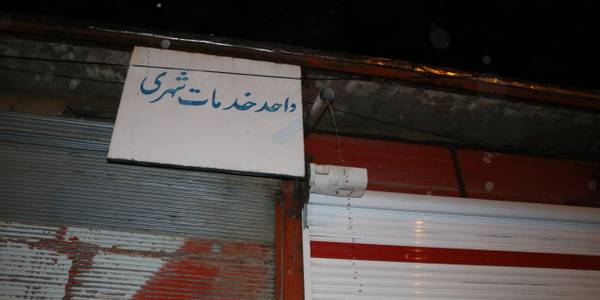 واحد خدمات شهری